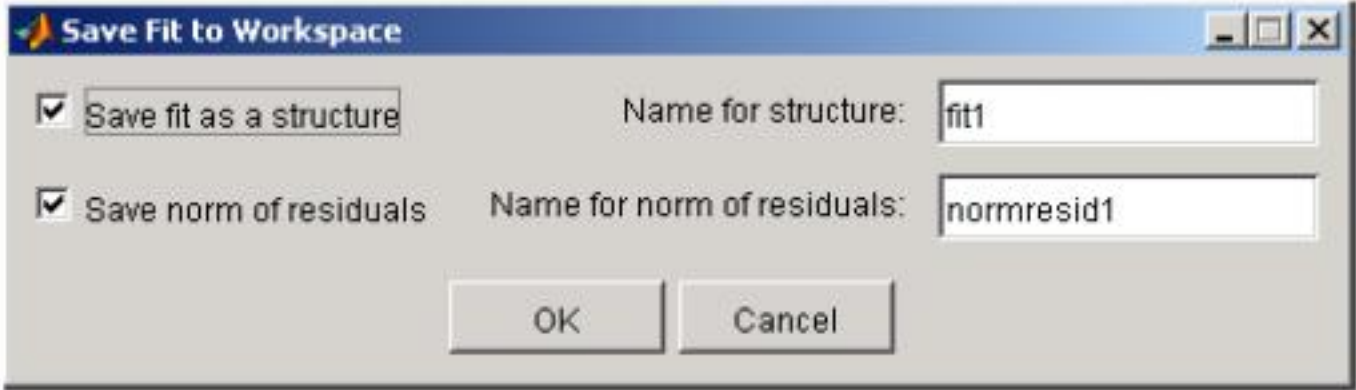 Save Fit to Workspace
Save fit as a structure Name for structure: fit1
Save norm of residuals Name for norm of residuals: normresid1
OK Cancel